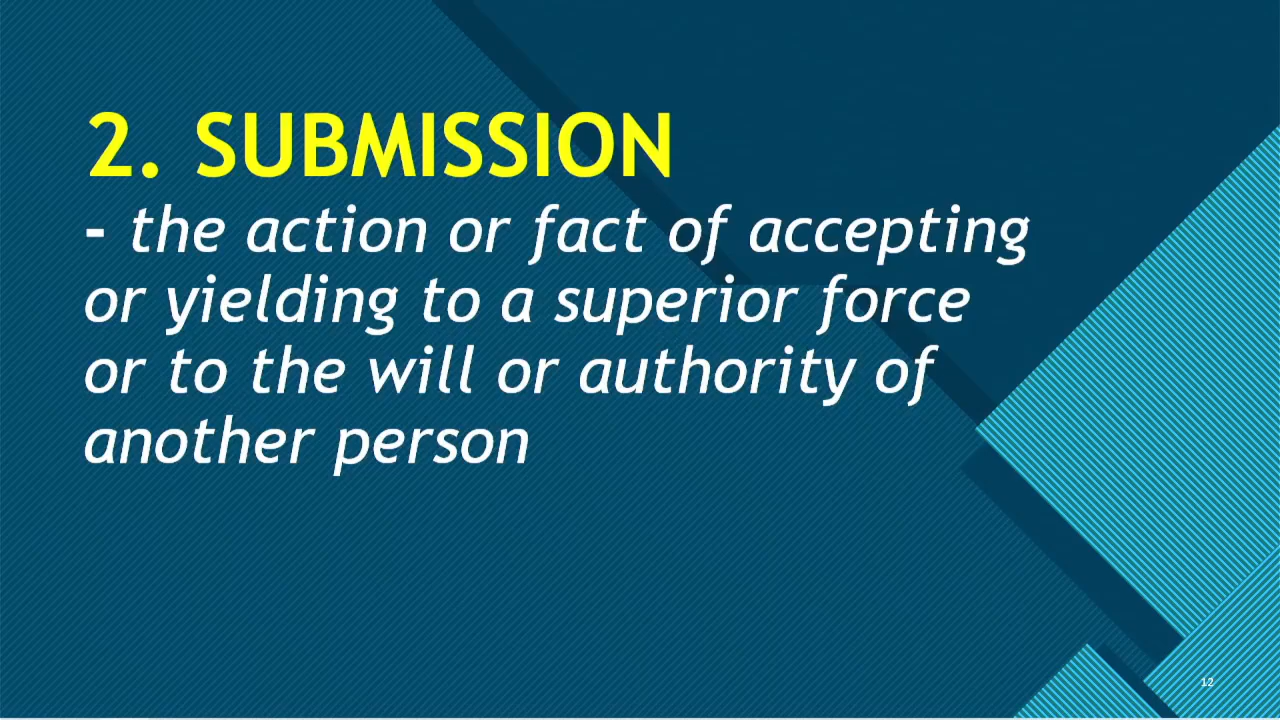 2. SUBMISSION
- the action or fact of accepting
or yielding to a superior force
or to the will or authority of
another person
12